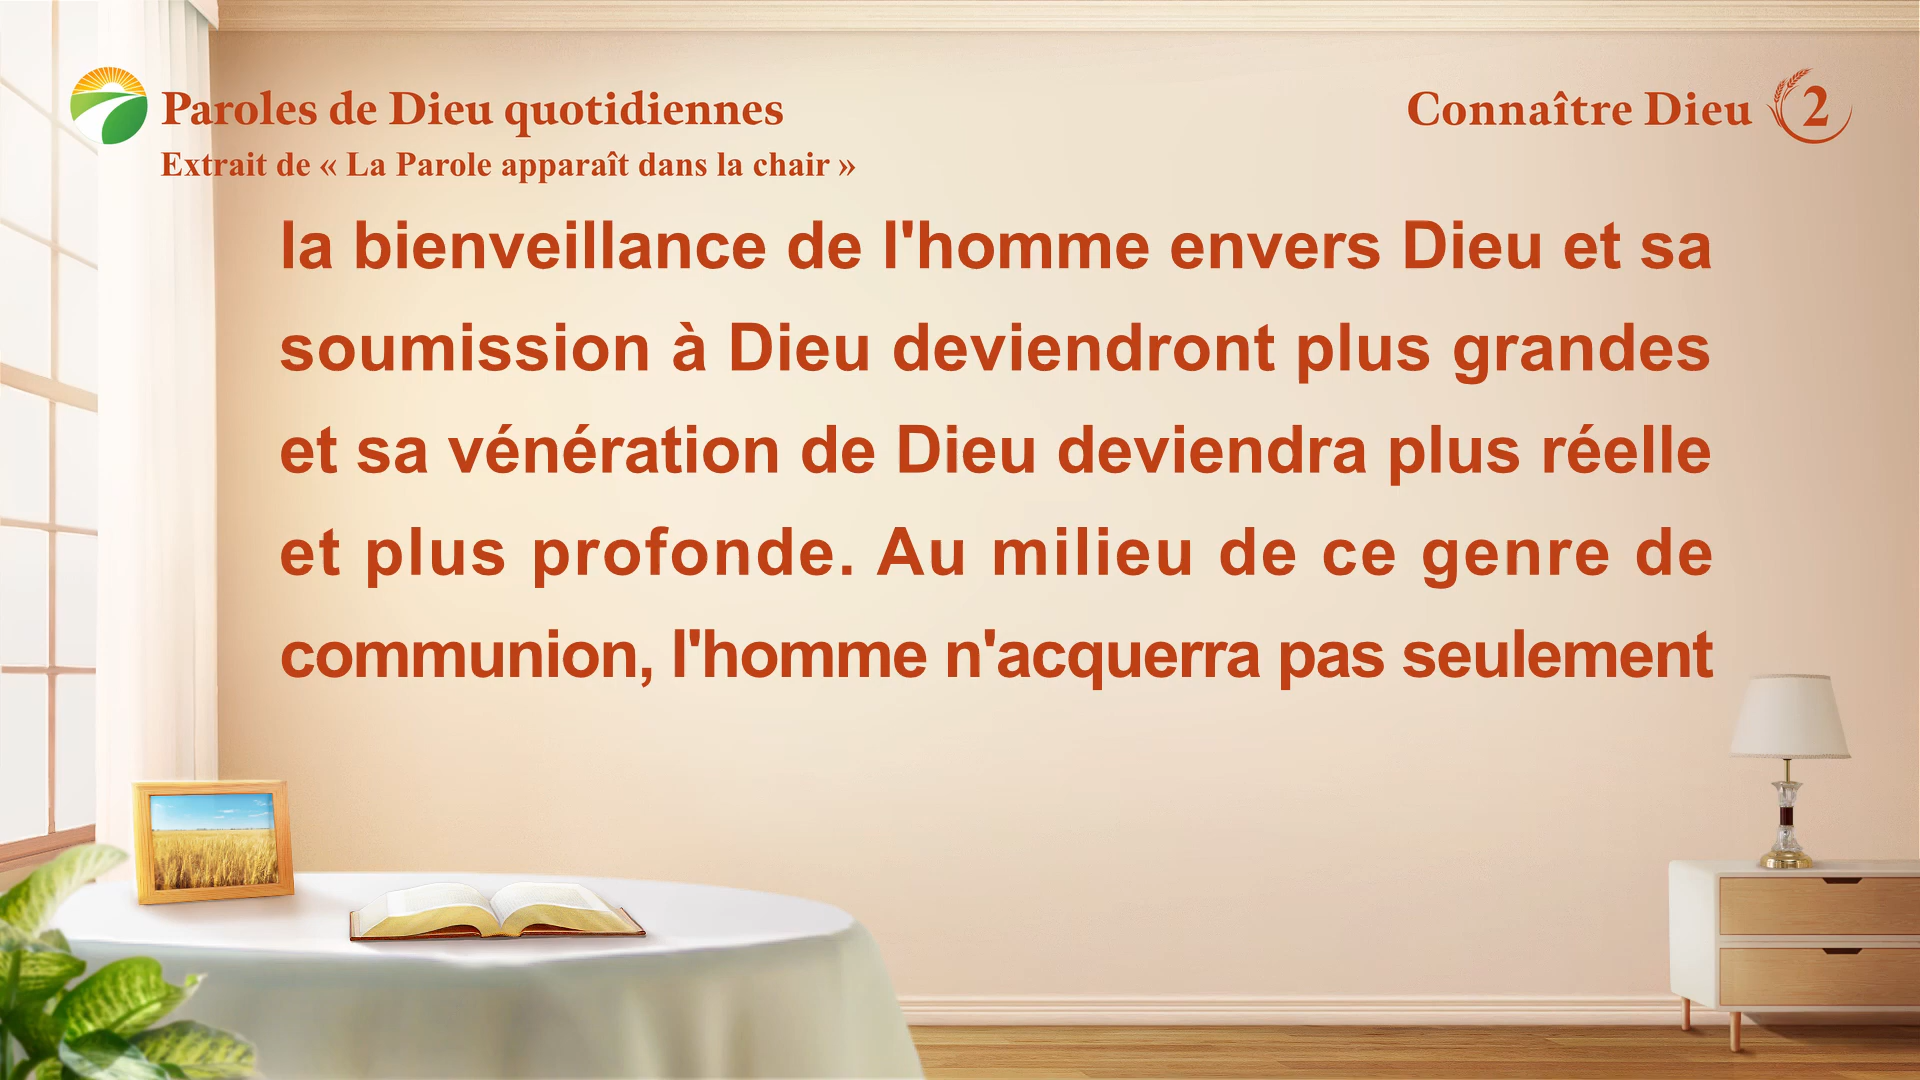 Paroles de Dieu quotidiennes
Extrait de « La Parole apparaît dans la chair »
Connaître Dieu 2
la bienveillance de l'homme envers Dieu et sa
soumission à Dieu deviendront plus grandes
et sa vénération de Dieu deviendra plus réelle
et plus profonde. Au milieu de ce genre de
communion, l'homme n'acquerra pas seulement